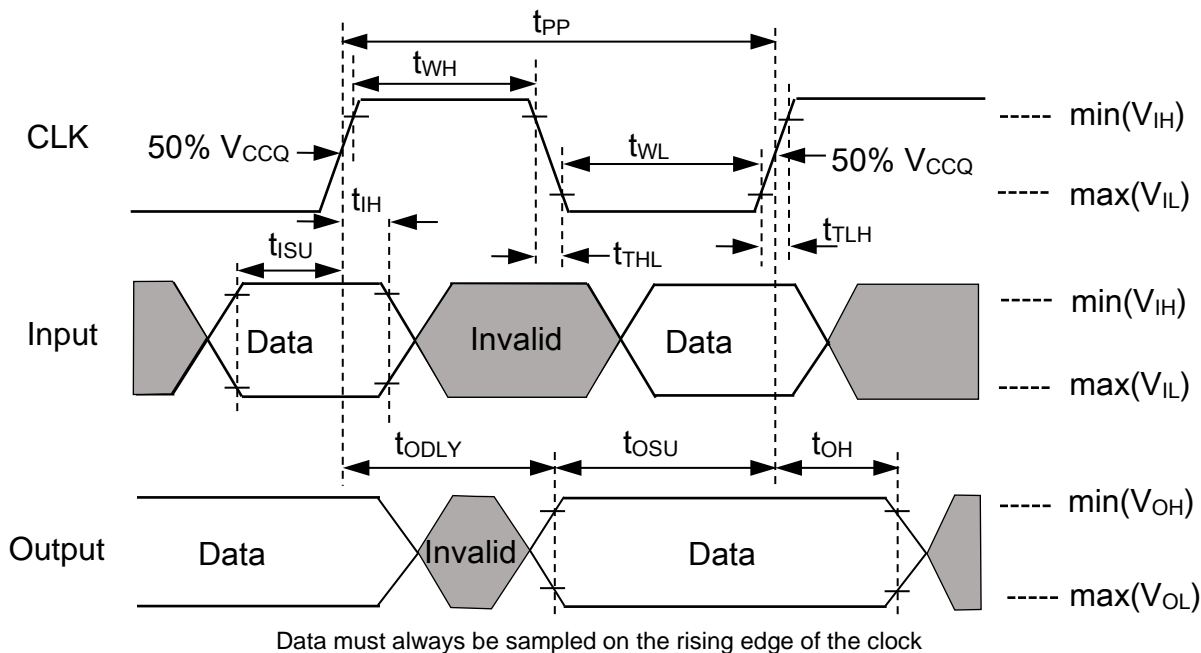 tPP
tWH
CLK
min(VIH)
50% VCCQ
tWL
50% VCCQ
max(VIL)
tIH
tISU
tTHL
tTLH
Input
Data
Invalid
Data
min(VIH)
max(VIL)
tODLY
tOSU
tOH
min(VOH)
Output
Data
Invalid
Data
max(VOL)
Data must always be sampled on the rising edge of the clock